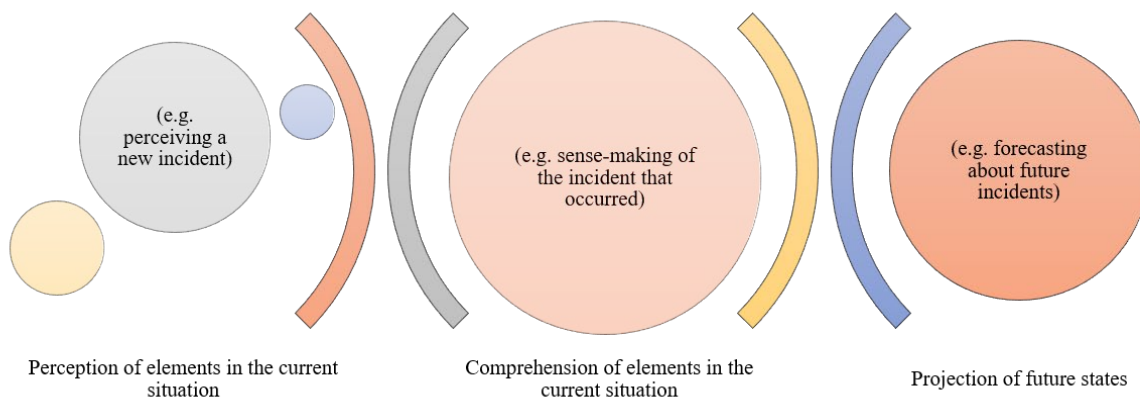 (e.g.
perceiving a
new incident)
(e.g. sense-making of
the incident that
occurred)
(e.g. forecasting
about future
incidents)
Perception of elements in the current
situation
Comprehension of elements in the
current situation
Projection of future states